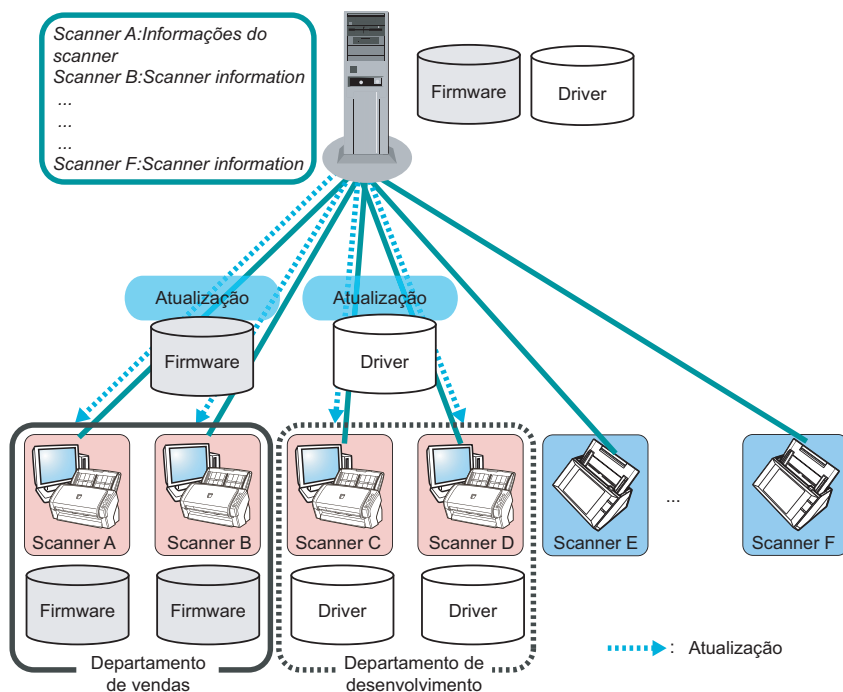 Scanner A:Informações do
scanner
Scanner B:Scanner information
...
...
...
Scanner F:Scanner information
Firmware
Driver
Atualização
Atualização
Firmware
Driver
Scanner A
Scanner B
Scanner C
Scanner D
Scanner E
...
Scanner F
Firmware
Firmware
Driver
Driver
Departamento
de vendas
Departamento de
desenvolvimento
: Atualização